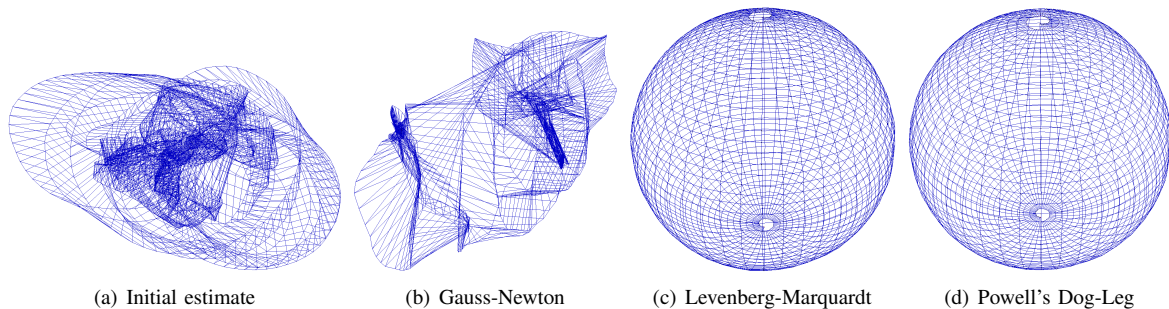 (a) Initial estimate
(b) Gauss-Newton
(c) Levenberg-Marquardt
(d) Powell's Dog-Leg